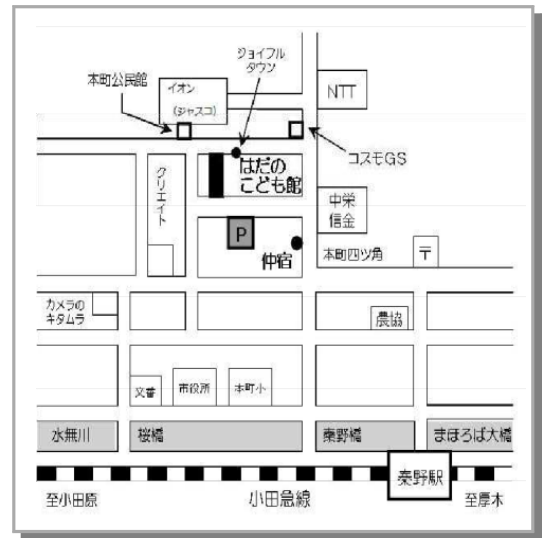 ジョイフル
タウン
本町公民館
イオン
(ジャスコ)
NTT
コスモGS
はだの
こども館
クリエイト
中栄
信金
P
仲宿
本町四ツ角
〒
カメラの
キタムラ
農協
交番
市役所
本町小
水無川
桜橋
秦野橋
まほろば大橋
秦野駅
至小田原
小田急線
至厚木